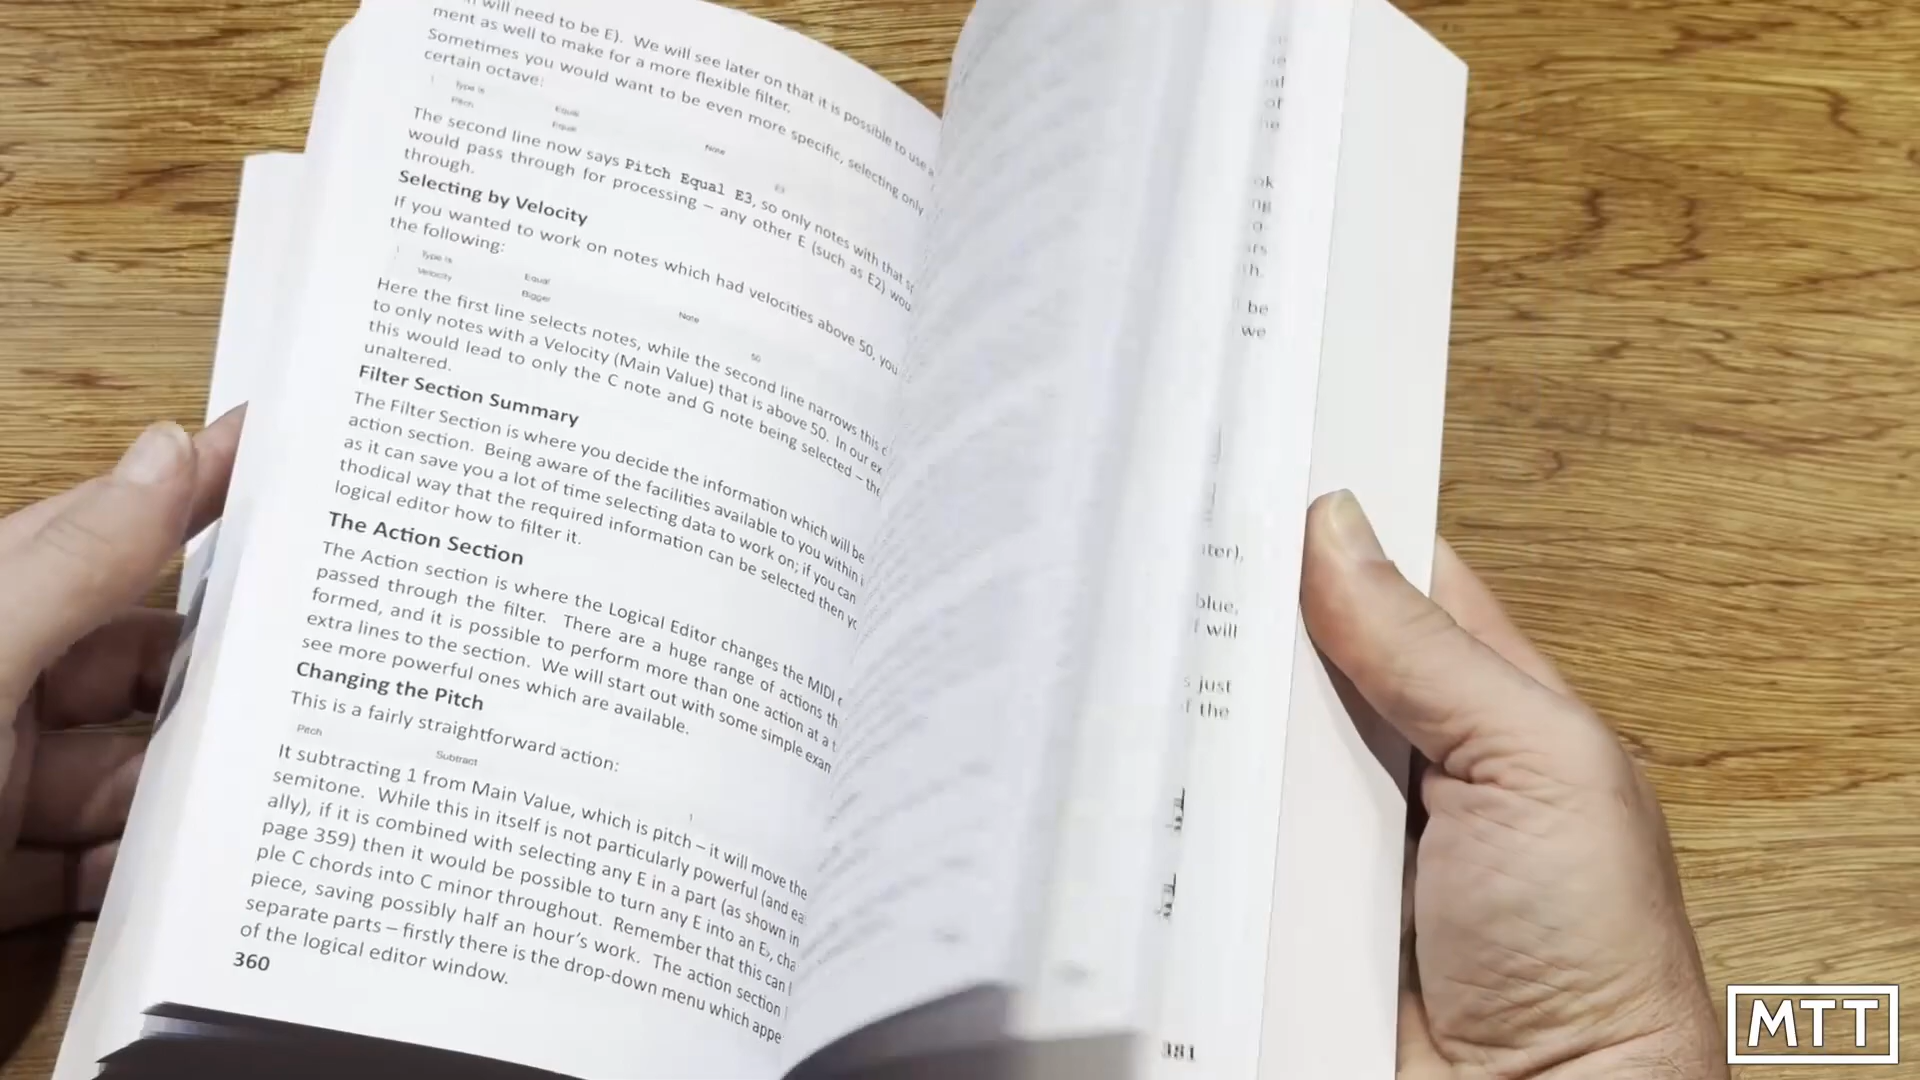 will need to be E). We will see later on that it is possible to use a
ment as well to make for a more flexible filter.
Sometimes you would want to be even more specific, selecting only
certain octave:
Type is Equal Note
Pitch Equal E3
The second line now says Pitch Equal E3, so only notes with that s
would pass through for processing – any other E (such as E2) wou
through.
Selecting by Velocity
If you wanted to work on notes which had velocities above 50, you
the following:
Type is Equal Note
Velocity Bigger 50
Here the first line selects notes, while the second line narrows this d
to only notes with a Velocity (Main Value) that is above 50. In our ex
this would lead to only the C note and G note being selected – the
unaltered.
Filter Section Summary
The Filter Section is where you decide the information which will be
action section. Being aware of the facilities available to you within i
as it can save you a lot of time selecting data to work on; if you can
thodical way that the required information can be selected then yo
logical editor how to filter it.
The Action Section
The Action section is where the Logical Editor changes the MIDI
passed through the filter. There are a huge range of actions th
formed, and it is possible to perform more than one action at a t
extra lines to the section. We will start out with some simple exam
see more powerful ones which are available.
Changing the Pitch
This is a fairly straightforward action:
Pitch Subtract 1
It subtracting 1 from Main Value, which is pitch – it will move the
semitone. While this in itself is not particularly powerful (and ea
ally), if it is combined with selecting any E in a part (as shown in
page 359) then it would be possible to turn any E into an E♭, cha
ple C chords into C minor throughout. Remember that this can
piece, saving possibly half an hour's work. The action section
separate parts – firstly there is the drop-down menu which appe
of the logical editor window.
360
of
ok
be
we
blue,
will
just
the
381
MTT